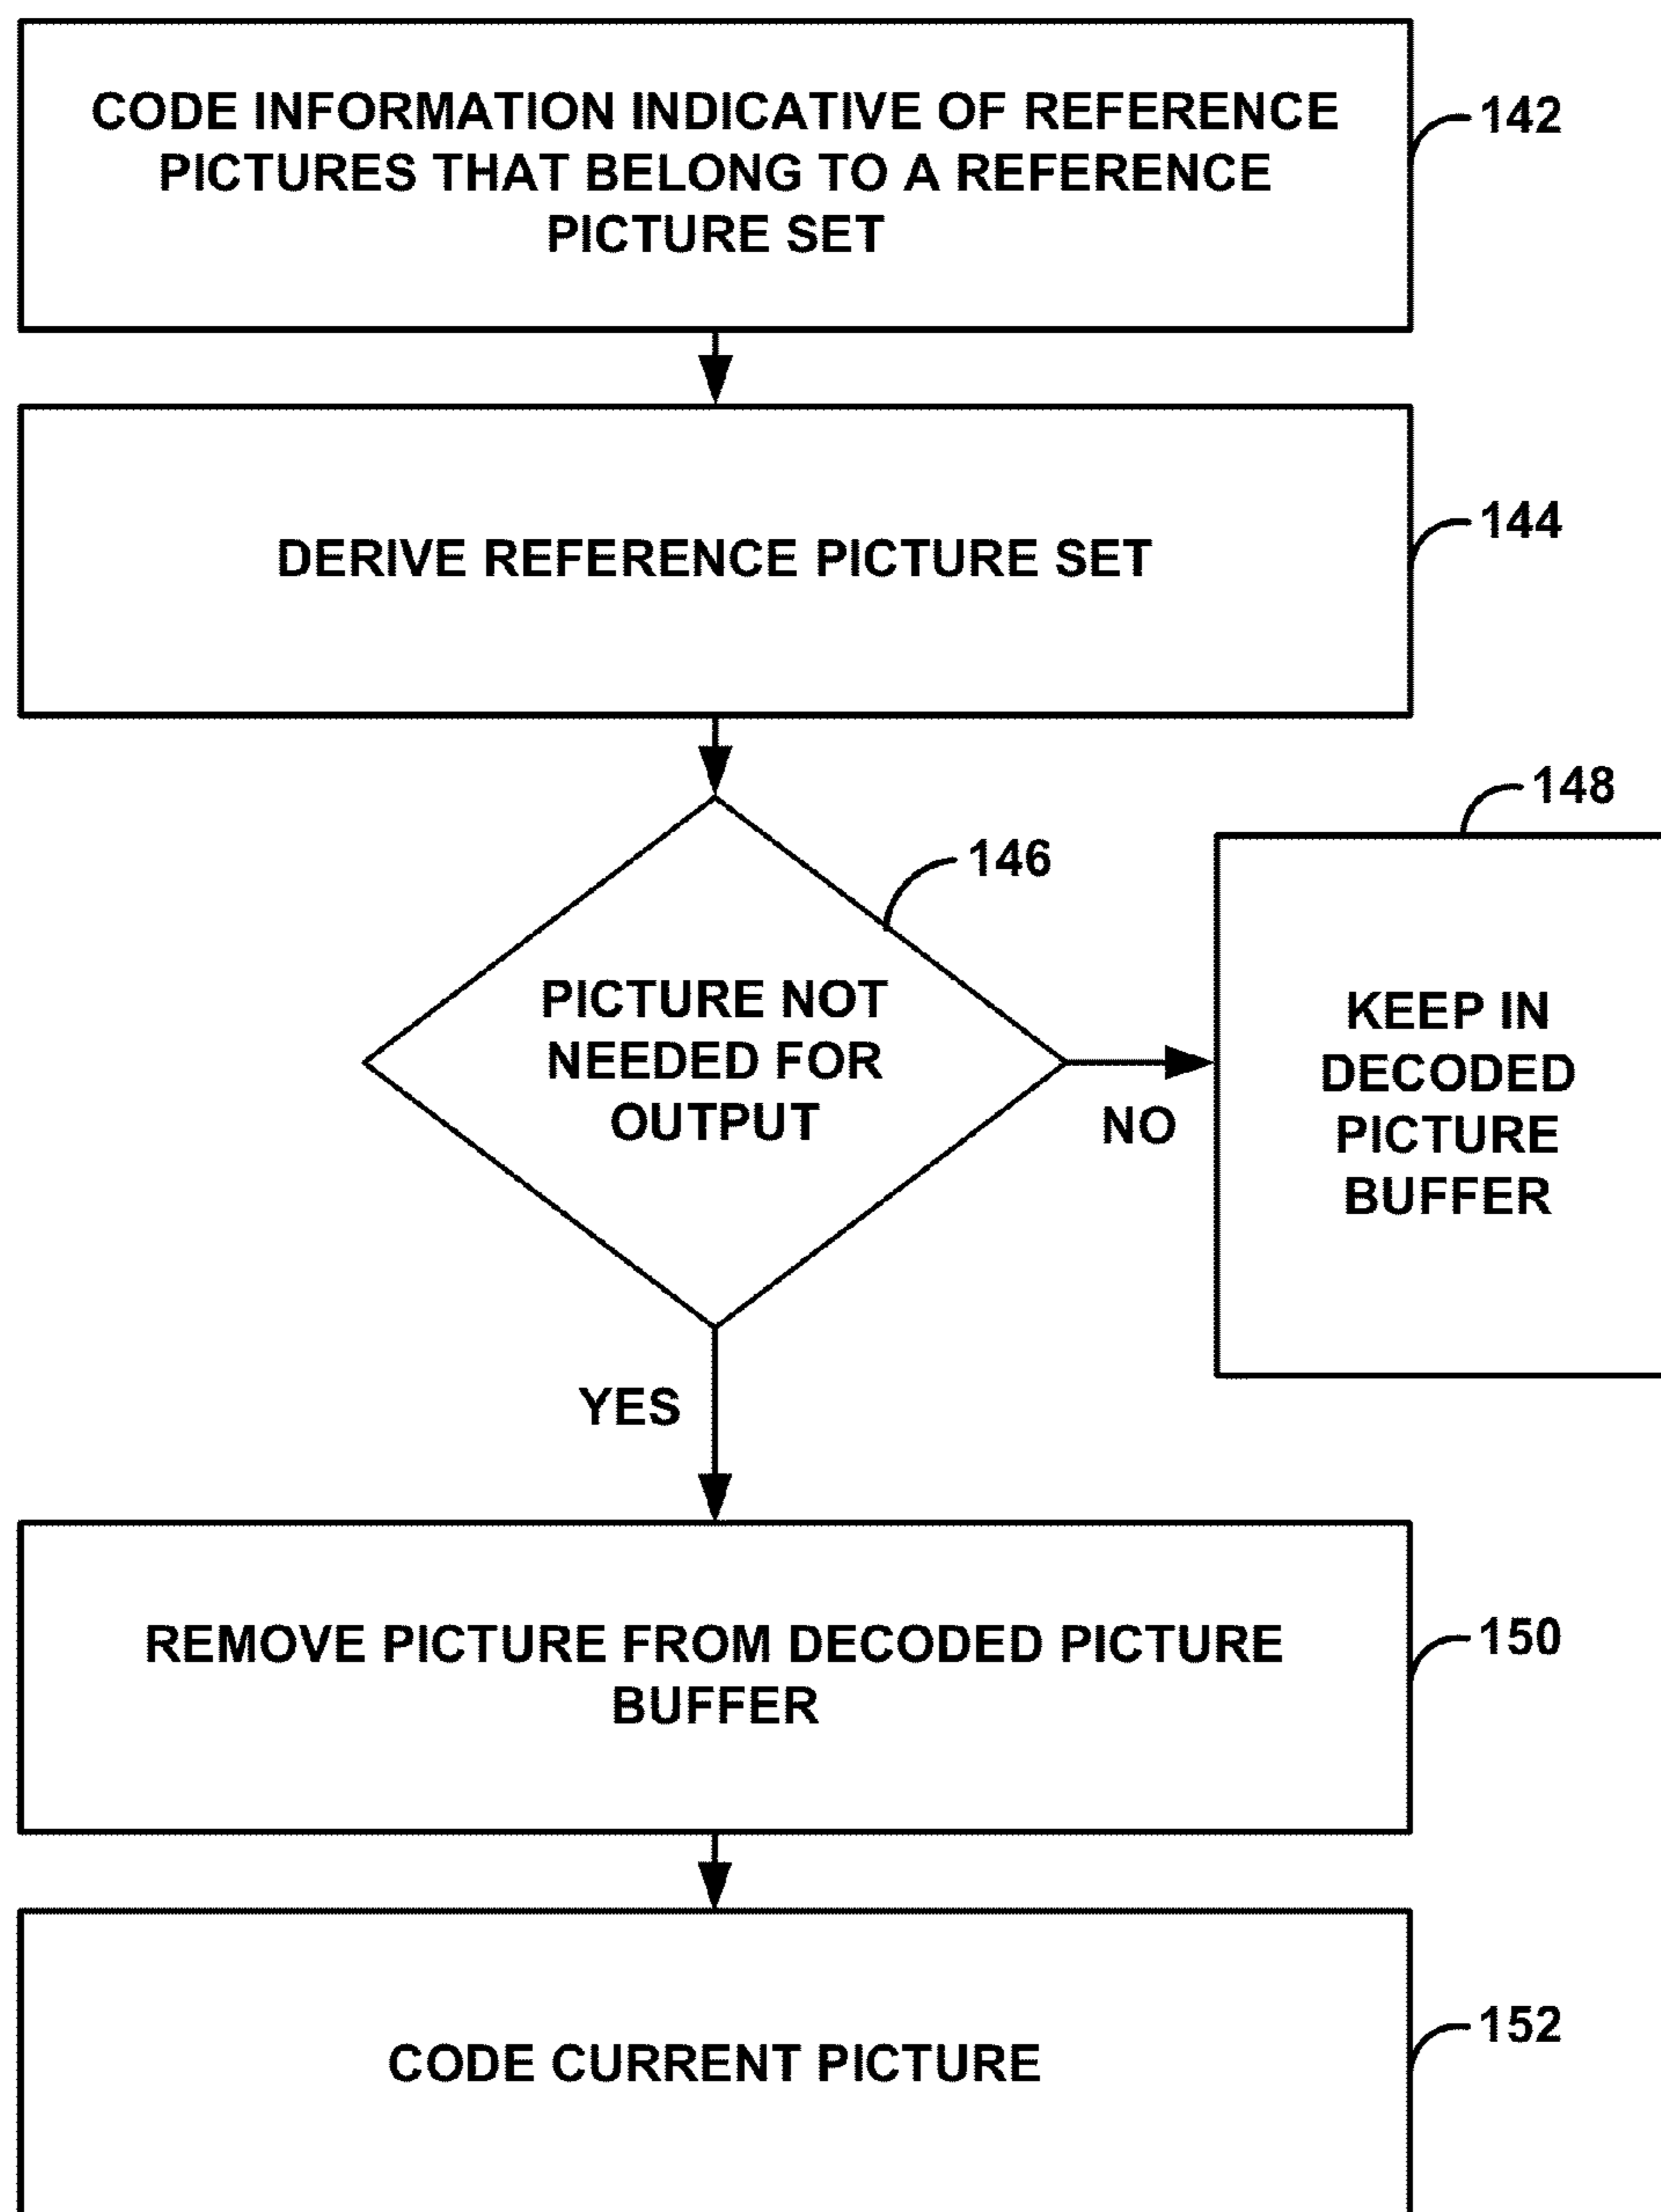 CODE INFORMATION INDICATIVE OF REFERENCE
PICTURES THAT BELONG TO A REFERENCE
PICTURE SET
142
DERIVE REFERENCE PICTURE SET
144
146
PICTURE NOT
NEEDED FOR
OUTPUT
NO
148
KEEP IN
DECODED
PICTURE
BUFFER
YES
REMOVE PICTURE FROM DECODED PICTURE
BUFFER
150
CODE CURRENT PICTURE
152